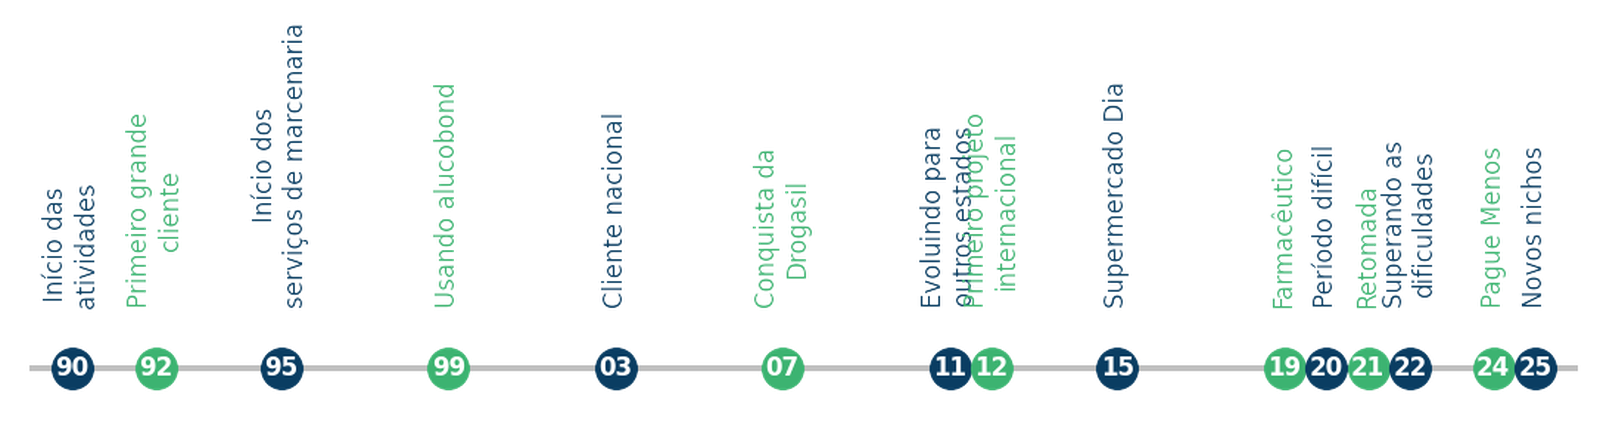 Início das
atividades
Primeiro grande
cliente
Início dos
serviços de marcenaria
Usando alucobond
Cliente nacional
Conquista da
Drogasil
Evoluindo para
outros estados
Primeiro projeto
internacional
Supermercado Dia
Farmacêutico
Período difícil
Retomada
Superando as
dificuldades
Pague Menos
Novos nichos
90
92
95
99
03
07
11
12
15
19
20
21
22
24
25